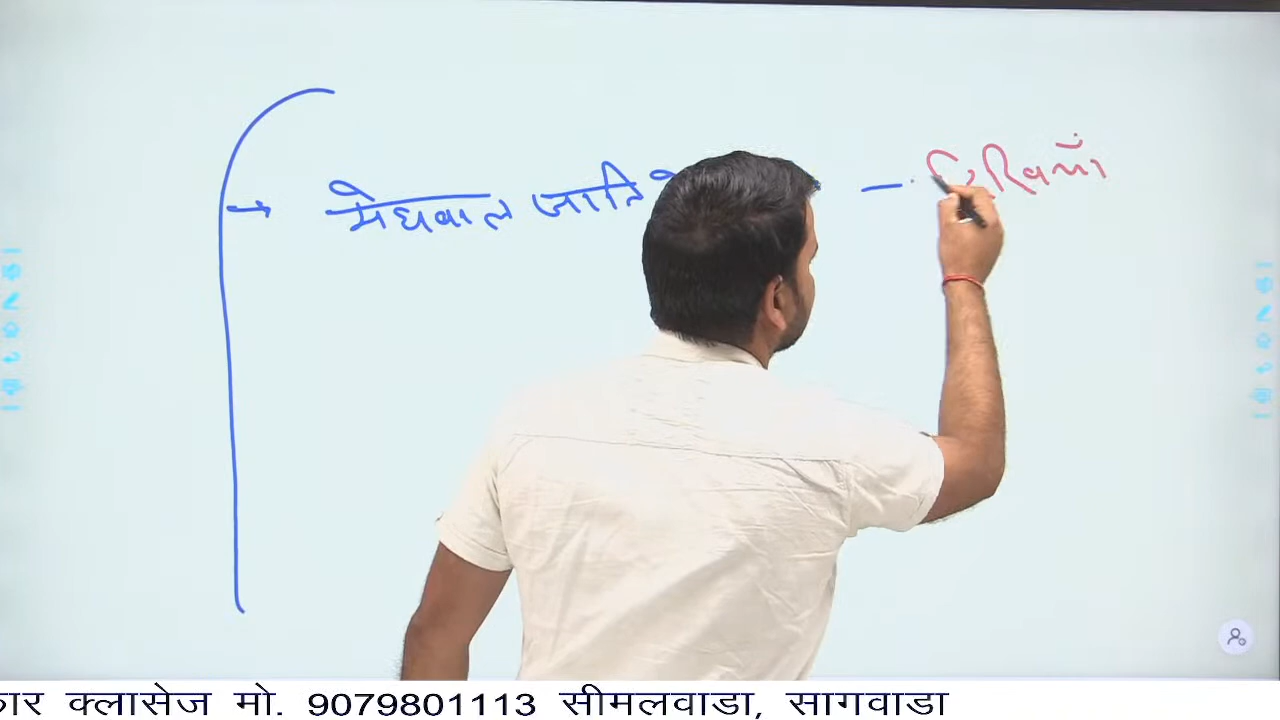 मेघवाल जाति – रिखियाँ
कार क्लासेज मो. 9079801113 सीमलवाडा, सागवाडा